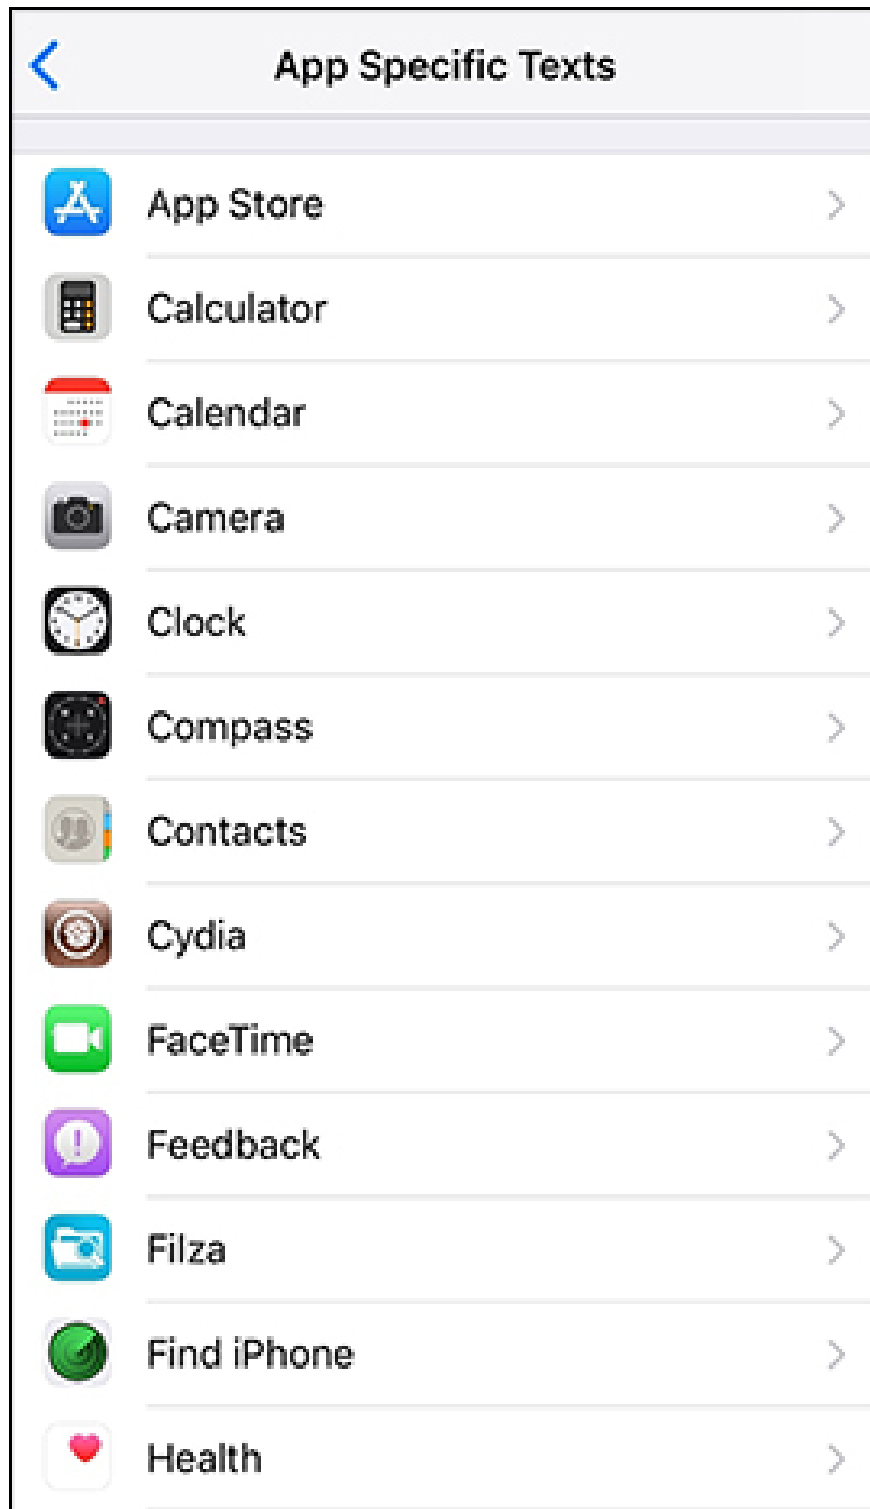 App Specific Texts
App Store
Calculator
Calendar
Camera
Clock
Compass
Contacts
Cydia
FaceTime
Feedback
Filza
Find iPhone
Health